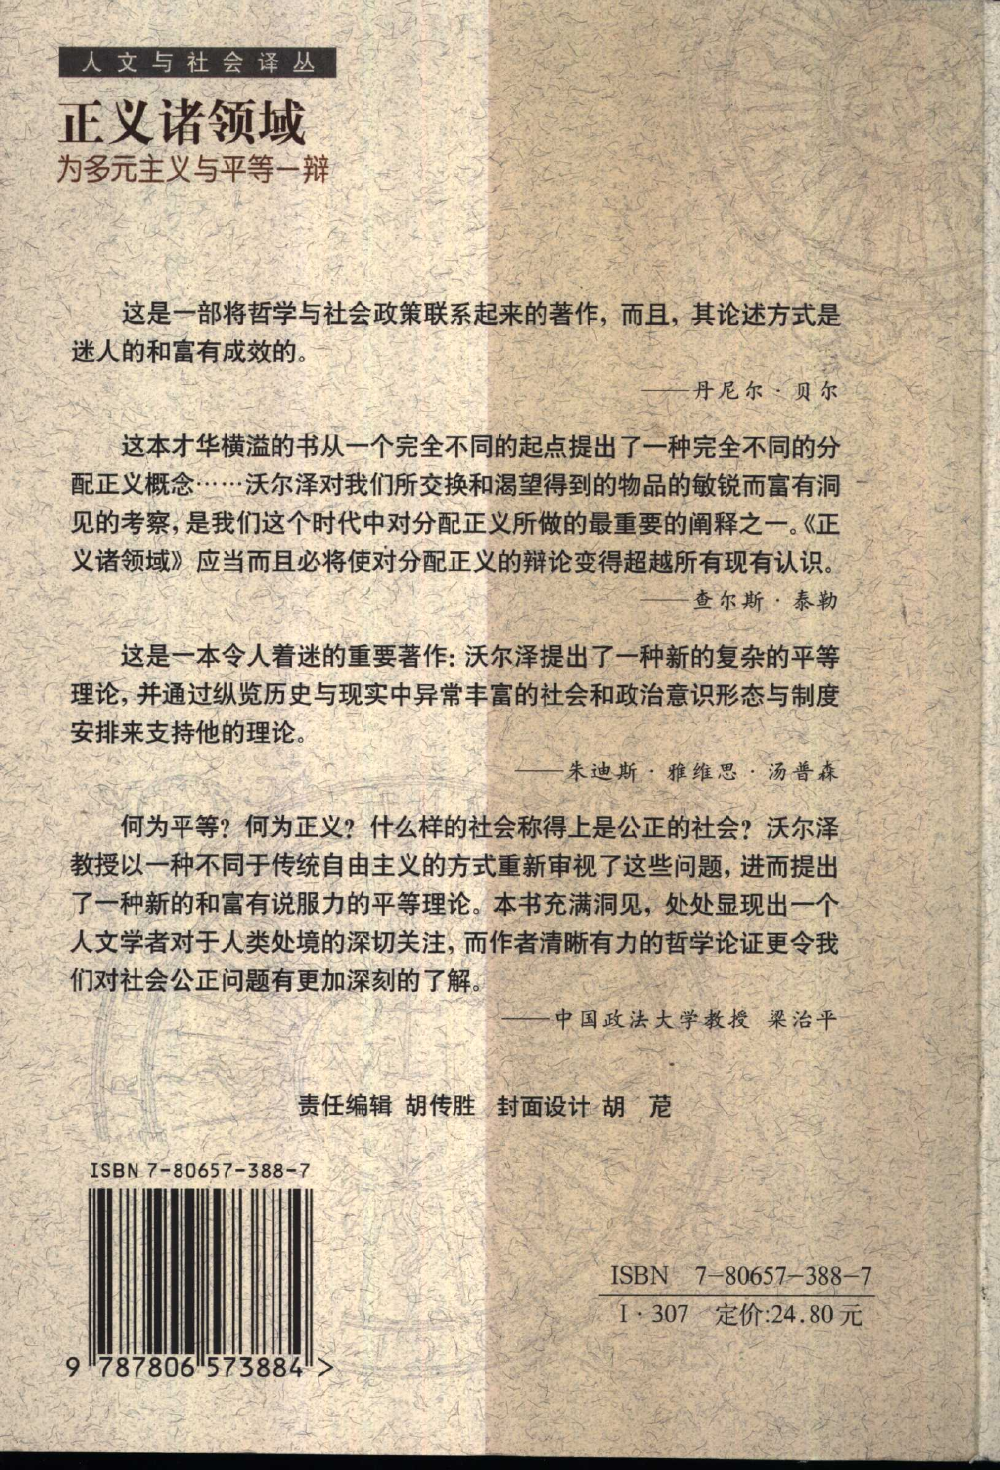 人文与社会译丛
正义诸领域
为多元主义与平等一辩
这是一部将哲学与社会政策联系起来的著作，而且，其论述方式是
迷人的和富有成效的。
——丹尼尔·贝尔
这本才华横溢的书从一个完全不同的起点提出了一种完全不同的分
配正义概念……沃尔泽对我们所交换和渴望得到的物品的敏锐而富有洞
见的考察，是我们这个时代中对分配正义所做的最重要的阐释之一。《正
义诸领域》应当而且必将使对分配正义的辩论变得超越所有现有认识。
——查尔斯·泰勒
这是一本令人着迷的重要著作：沃尔泽提出了一种新的复杂的平等
理论，并通过纵览历史与现实中异常丰富的社会和政治意识形态与制度
安排来支持他的理论。
——朱迪斯·雅维思·汤普森
何为平等？何为正义？什么样的社会称得上是公正的社会？沃尔泽
教授以一种不同于传统自由主义的方式重新审视了这些问题，进而提出
了一种新的和富有说服力的平等理论。本书充满洞见，处处显现出一个
人文学者对于人类处境的深切关注，而作者清晰有力的哲学论证更令我
们对社会公正问题有更加深刻的了解。
——中国政法大学教授 梁治平
责任编辑 胡传胜 封面设计 胡 苨
ISBN 7-80657-388-7
9 787806 573884 >
ISBN 7-80657-388-7
I·307 定价:24.80元